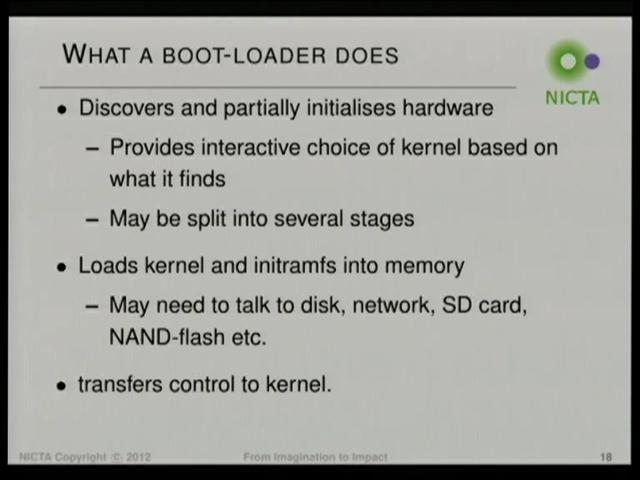 WHAT A BOOT-LOADER DOES
NICTA
• Discovers and partially initialises hardware
– Provides interactive choice of kernel based on
what it finds
– May be split into several stages
• Loads kernel and initramfs into memory
– May need to talk to disk, network, SD card,
NAND-flash etc.
• transfers control to kernel.
NICTA Copyright © 2012
From Imagination to Impact
18